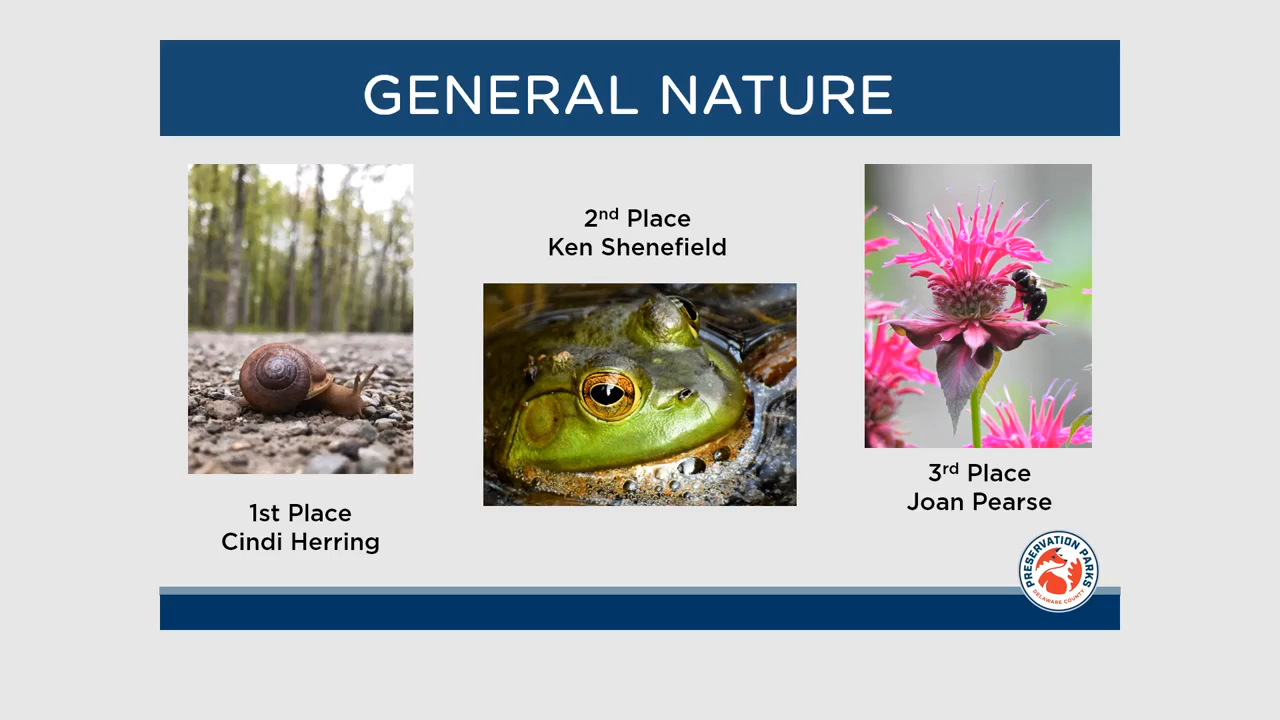 GENERAL NATURE
1st Place
Cindi Herring
2nd Place
Ken Shenefield
3rd Place
Joan Pearse
PRESERVATION PARKS
DELAWARE COUNTY